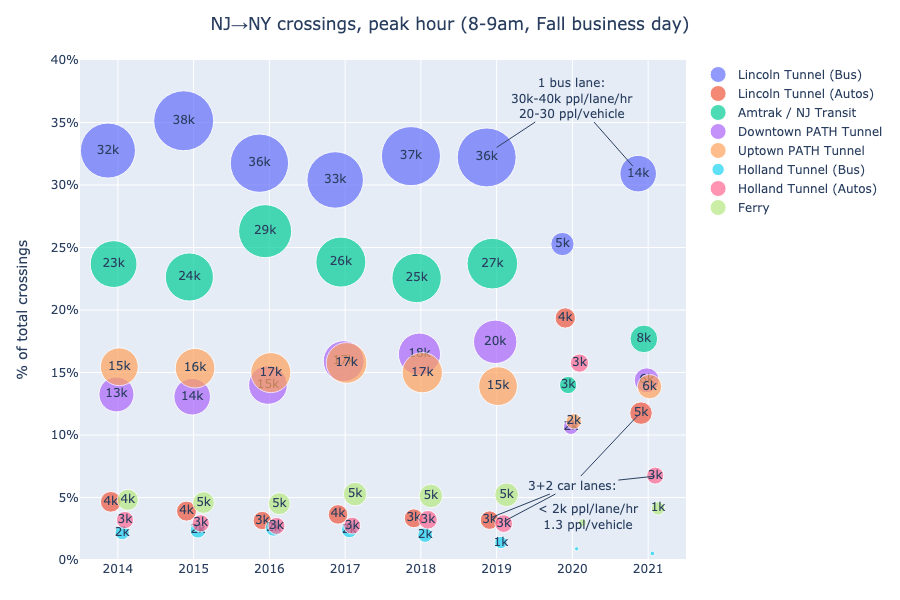 NJ→NY crossings, peak hour (8-9am, Fall business day)
40%
35%
30%
25%
20%
15%
10%
5%
0%
% of total crossings
2014
2015
2016
2017
2018
2019
2020
2021
1 bus lane:
30k-40k ppl/lane/hr
20-30 ppl/vehicle
3+2 car lanes:
< 2k ppl/lane/hr
1.3 ppl/vehicle
Lincoln Tunnel (Bus)
Lincoln Tunnel (Autos)
Amtrak / NJ Transit
Downtown PATH Tunnel
Uptown PATH Tunnel
Holland Tunnel (Bus)
Holland Tunnel (Autos)
Ferry
32k
38k
36k
33k
37k
36k
5k
14k
23k
24k
29k
26k
25k
27k
3k
8k
15k
16k
17k
17k
17k
15k
2k
6k
13k
14k
15k
18k
20k
4k
4k
3k
4k
3k
3k
4k
5k
4k
5k
5k
5k
5k
5k
1k
3k
3k
3k
3k
3k
3k
3k
3k
2k
2k
1k